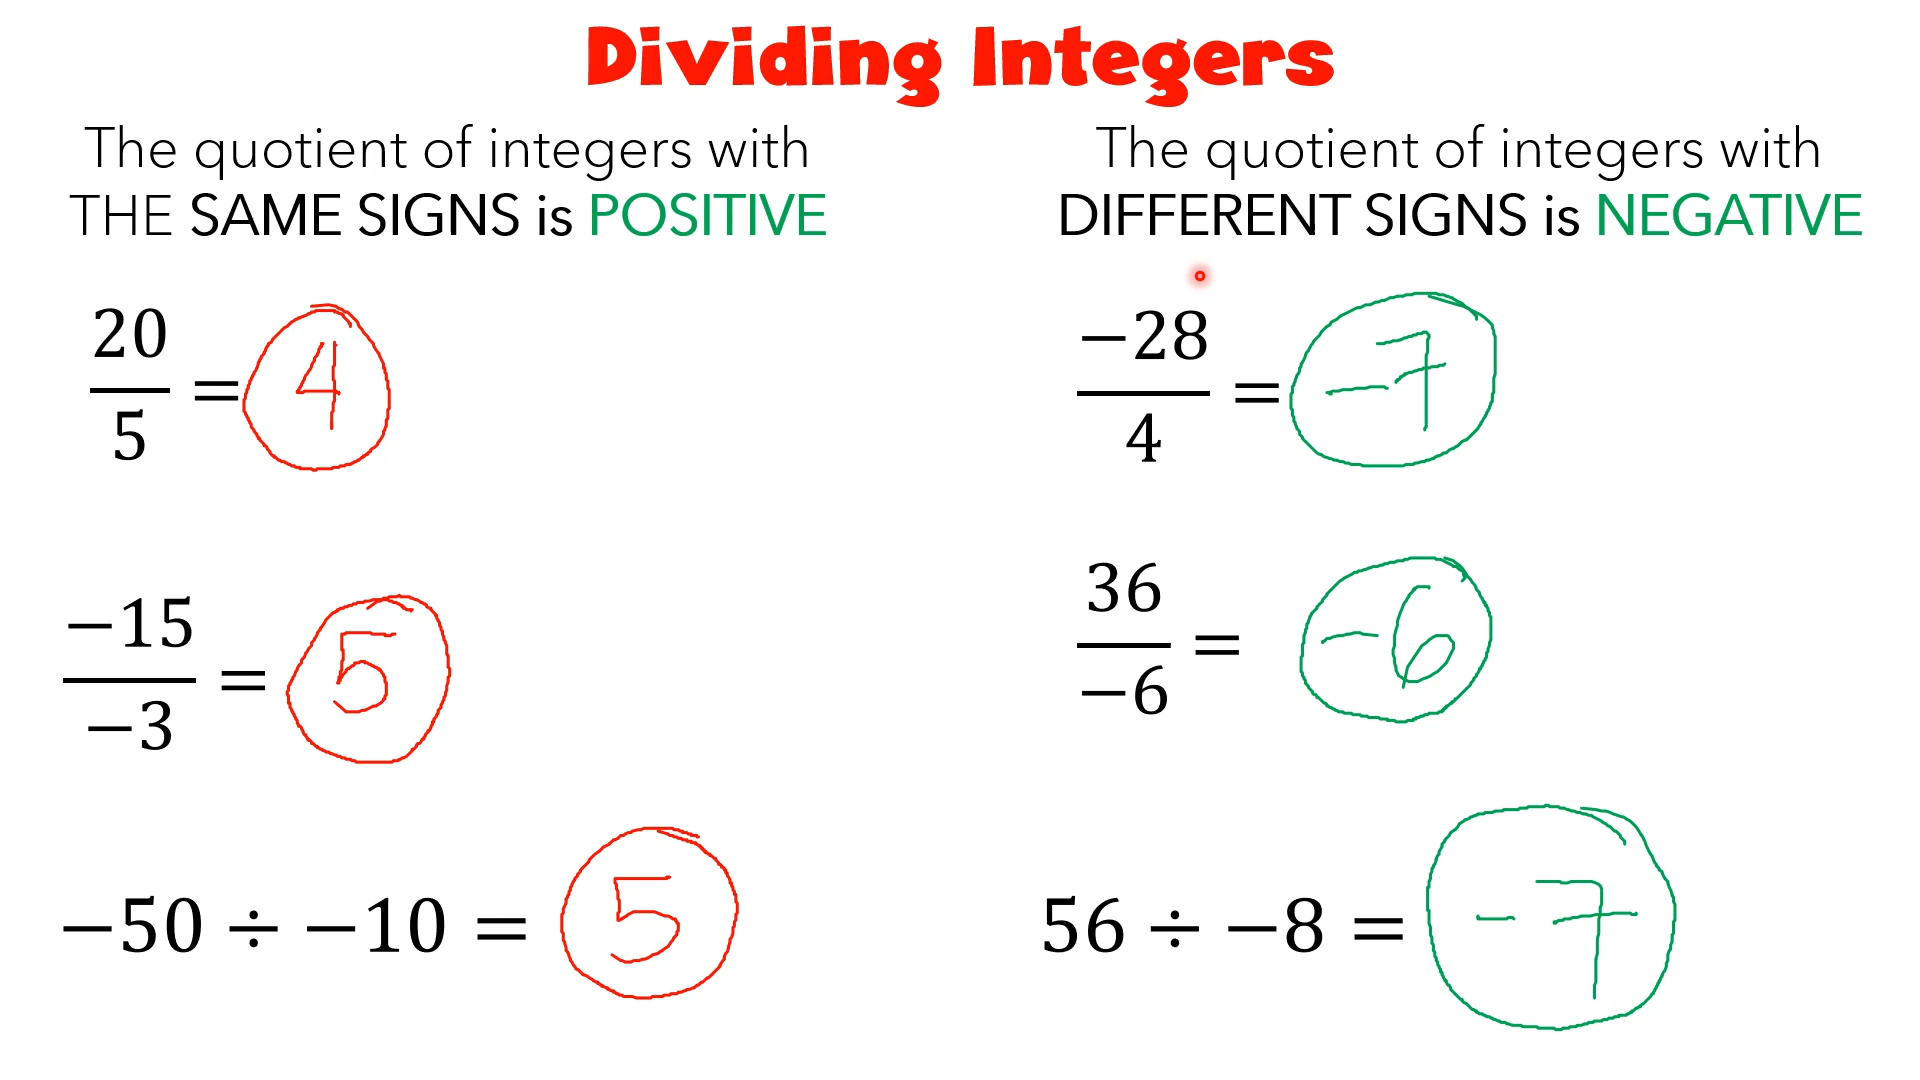 Dividing Integers
The quotient of integers with
THE SAME SIGNS is POSITIVE
20
5
= 4
−15
−3
= 5
−50 ÷ −10 = 5
The quotient of integers with
DIFFERENT SIGNS is NEGATIVE
−28
4
= −7
36
−6
= −6
56 ÷ −8 = −7